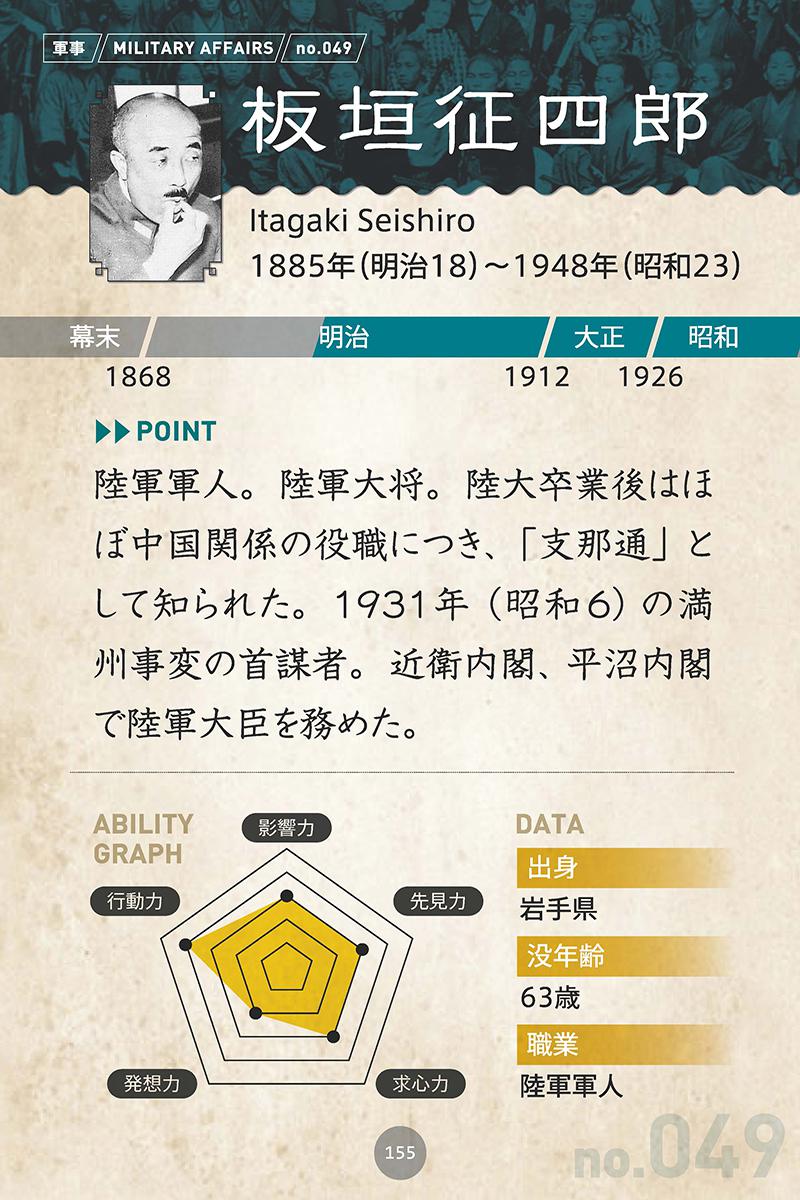 軍事 MILITARY AFFAIRS no.049
板垣征四郎
Itagaki Seishiro
1885年(明治18)～1948年(昭和23)
幕末 明治 大正 昭和
1868 1912 1926
POINT
陸軍軍人。陸軍大将。陸大卒業後はほ
ぼ中国関係の役職につき、「支那通」と
して知られた。1931年（昭和6）の満
州事変の首謀者。近衛内閣、平沼内閣
で陸軍大臣を務めた。
ABILITY
GRAPH
影響力
行動力
先見力
発想力
求心力
DATA
出身
岩手県
没年齢
63歳
職業
陸軍軍人
155
no.049